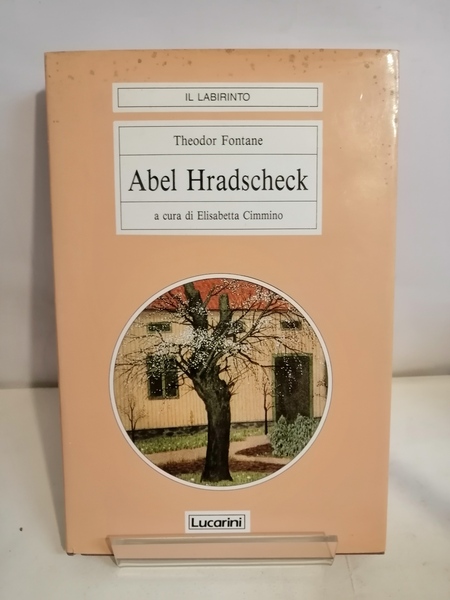 IL LABIRINTO
Theodor Fontane
Abel Hradscheck
a cura di Elisabetta Cimmino
Lucarini